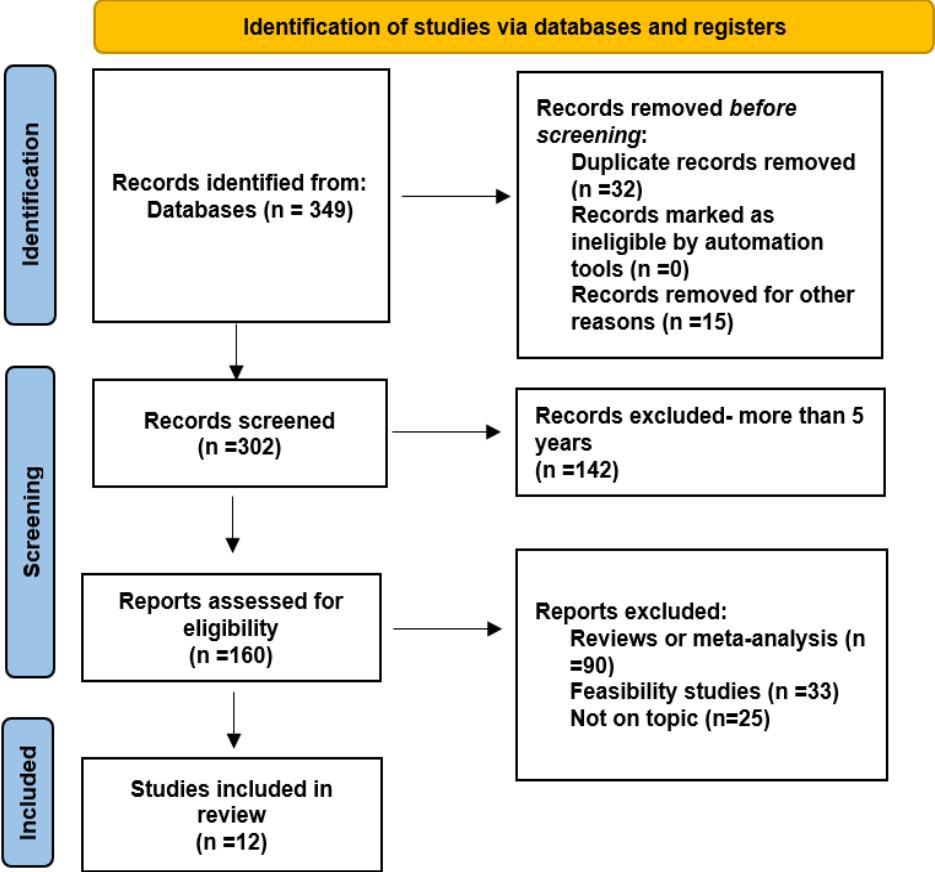 Identification of studies via databases and registers
Identification
Records identified from:
Databases (n = 349)
Records removed before
screening:
Duplicate records removed
(n =32)
Records marked as
ineligible by automation
tools (n =0)
Records removed for other
reasons (n =15)
Screening
Records screened
(n =302)
Records excluded- more than 5
years
(n =142)
Reports assessed for
eligibility
(n =160)
Reports excluded:
Reviews or meta-analysis (n
=90)
Feasibility studies (n =33)
Not on topic (n=25)
Included
Studies included in
review
(n =12)